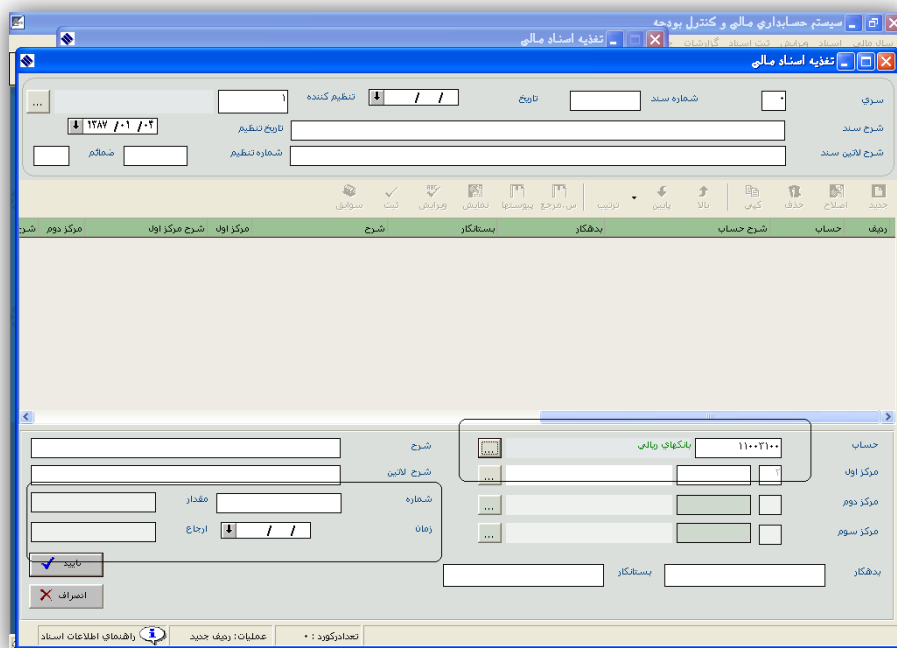 سیستم حسابداری مالی و کنترل بودجه
سال مالی اسناد ویرایش ثبت اسناد گزارشات
تغذیه اسناد مالی
تغذیه اسناد مالی
سري ۰ شماره سند تاریخ / / تنظیم کننده ۱ ...
شرح سند تاریخ تنظیم ۱۳۸۷ /۰۱ /۰۴
شرح لاتین سند شماره تنظیم ضمائم
جدید اصلاح حذف کپی بالا پایین ترتیب س.مرجع پیوستها نمایش ویرایش ثبت سوابق
ردیف حساب شرح حساب بدهکار بستانکار شرح مرکز اول شرح مرکز اول مرکز دوم شرح
حساب ۱۱۰۰۳۱۰۰ بانکهاي ریالی ... شرح
مرکز اول ۲ ... شرح لاتین
مرکز دوم ... شماره مقدار
مرکز سوم ... زمان / / ارجاع
بدهکار بستانکار
تایید
انصراف
تعدادرکورد : ۰ عملیات: ردیف جدید راهنماي اطلاعات اسناد